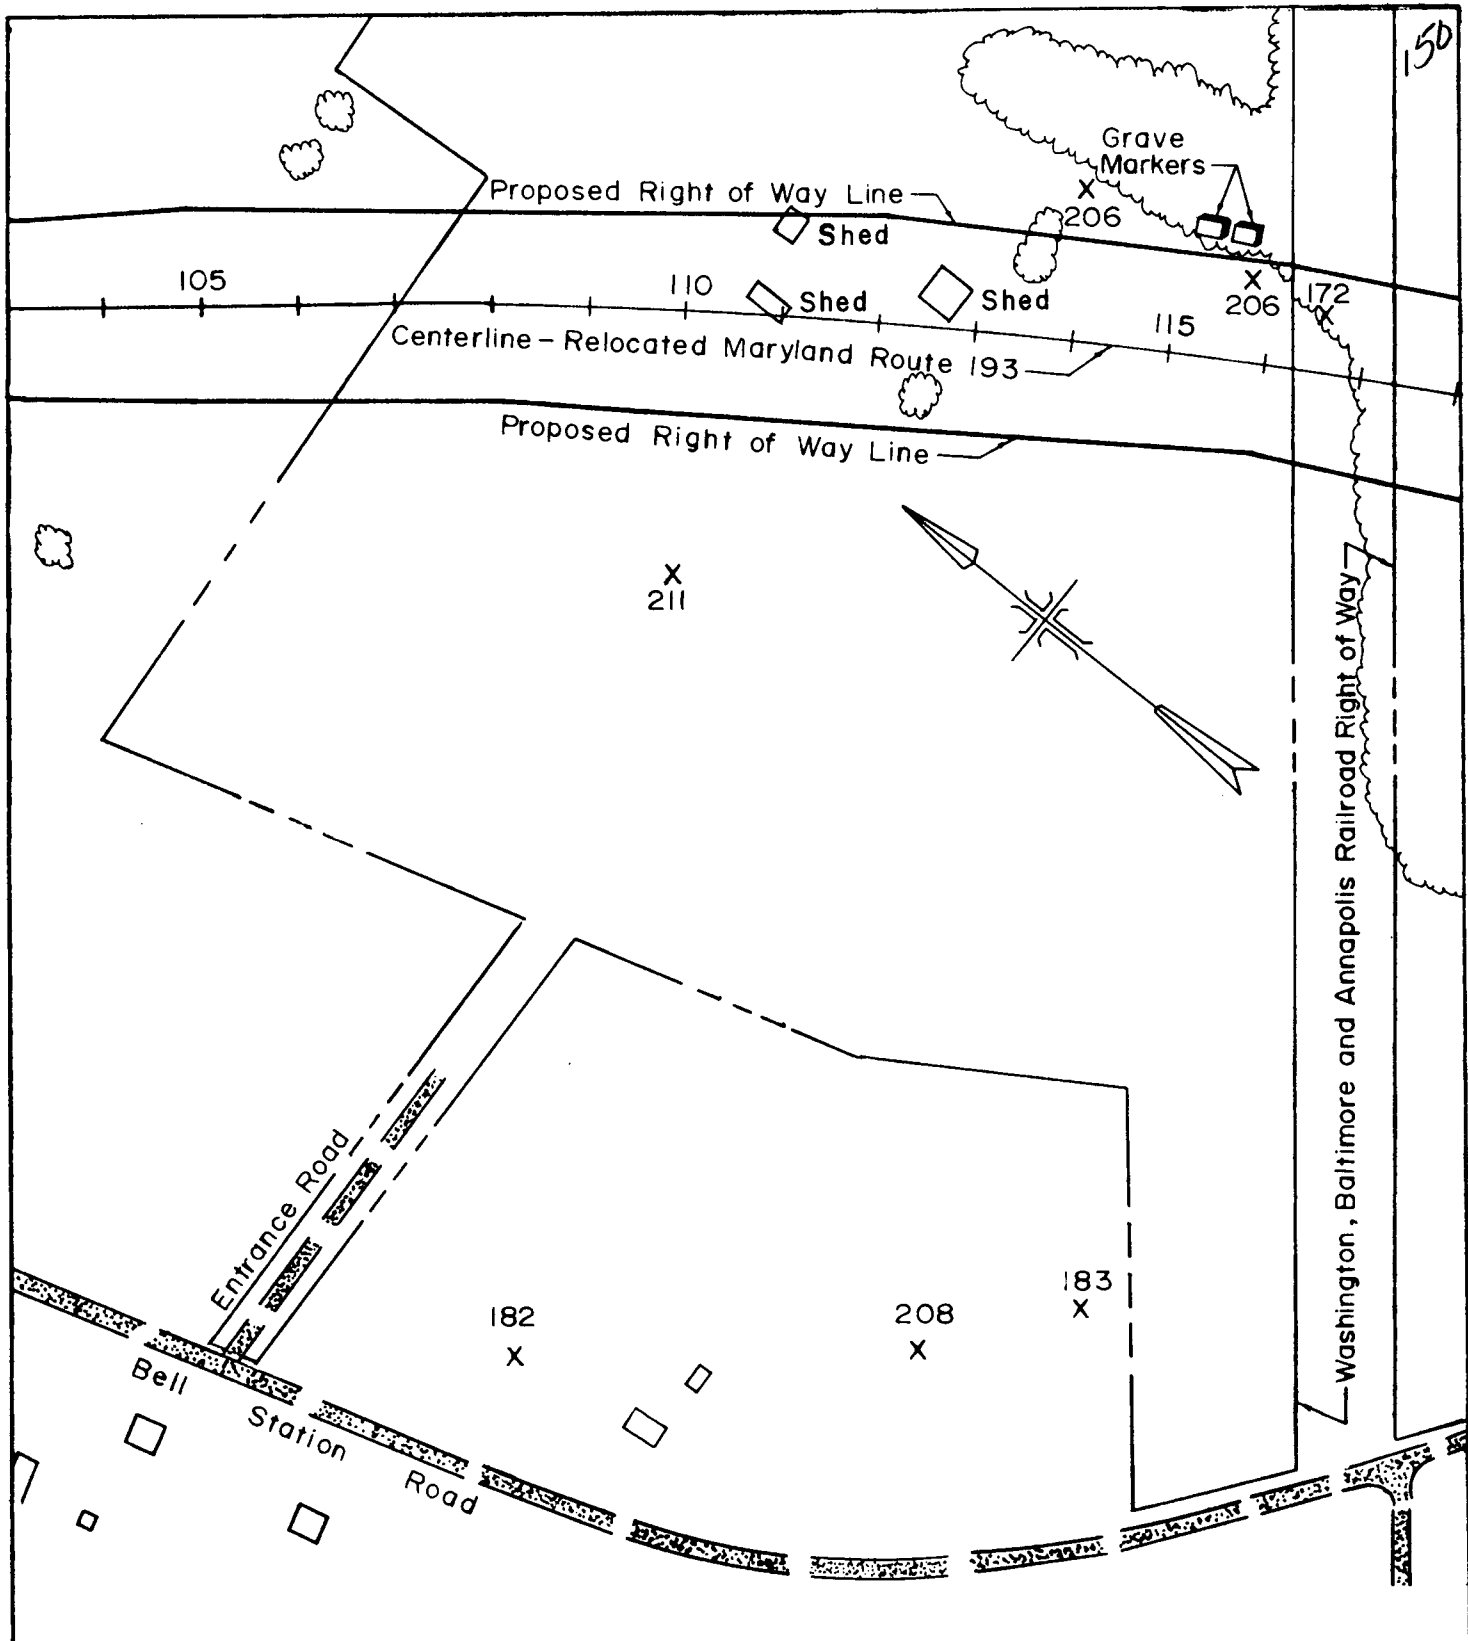 150
Grave
Markers
Proposed Right of Way Line
206
Shed
105
110
Shed
Shed
206
172
115
Centerline - Relocated Maryland Route 193
Proposed Right of Way Line
211
Washington, Baltimore and Annapolis Railroad Right of Way
Entrance Road
183
182
208
Bell
Station
Road